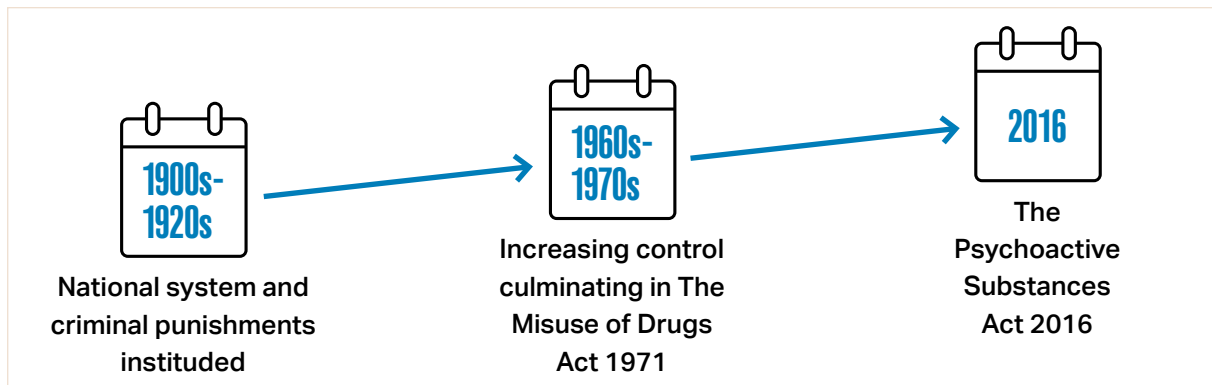 1900s-
1920s
National system and
criminal punishments
instituded
1960s-
1970s
Increasing control
culminating in The
Misuse of Drugs
Act 1971
2016
The
Psychoactive
Substances
Act 2016